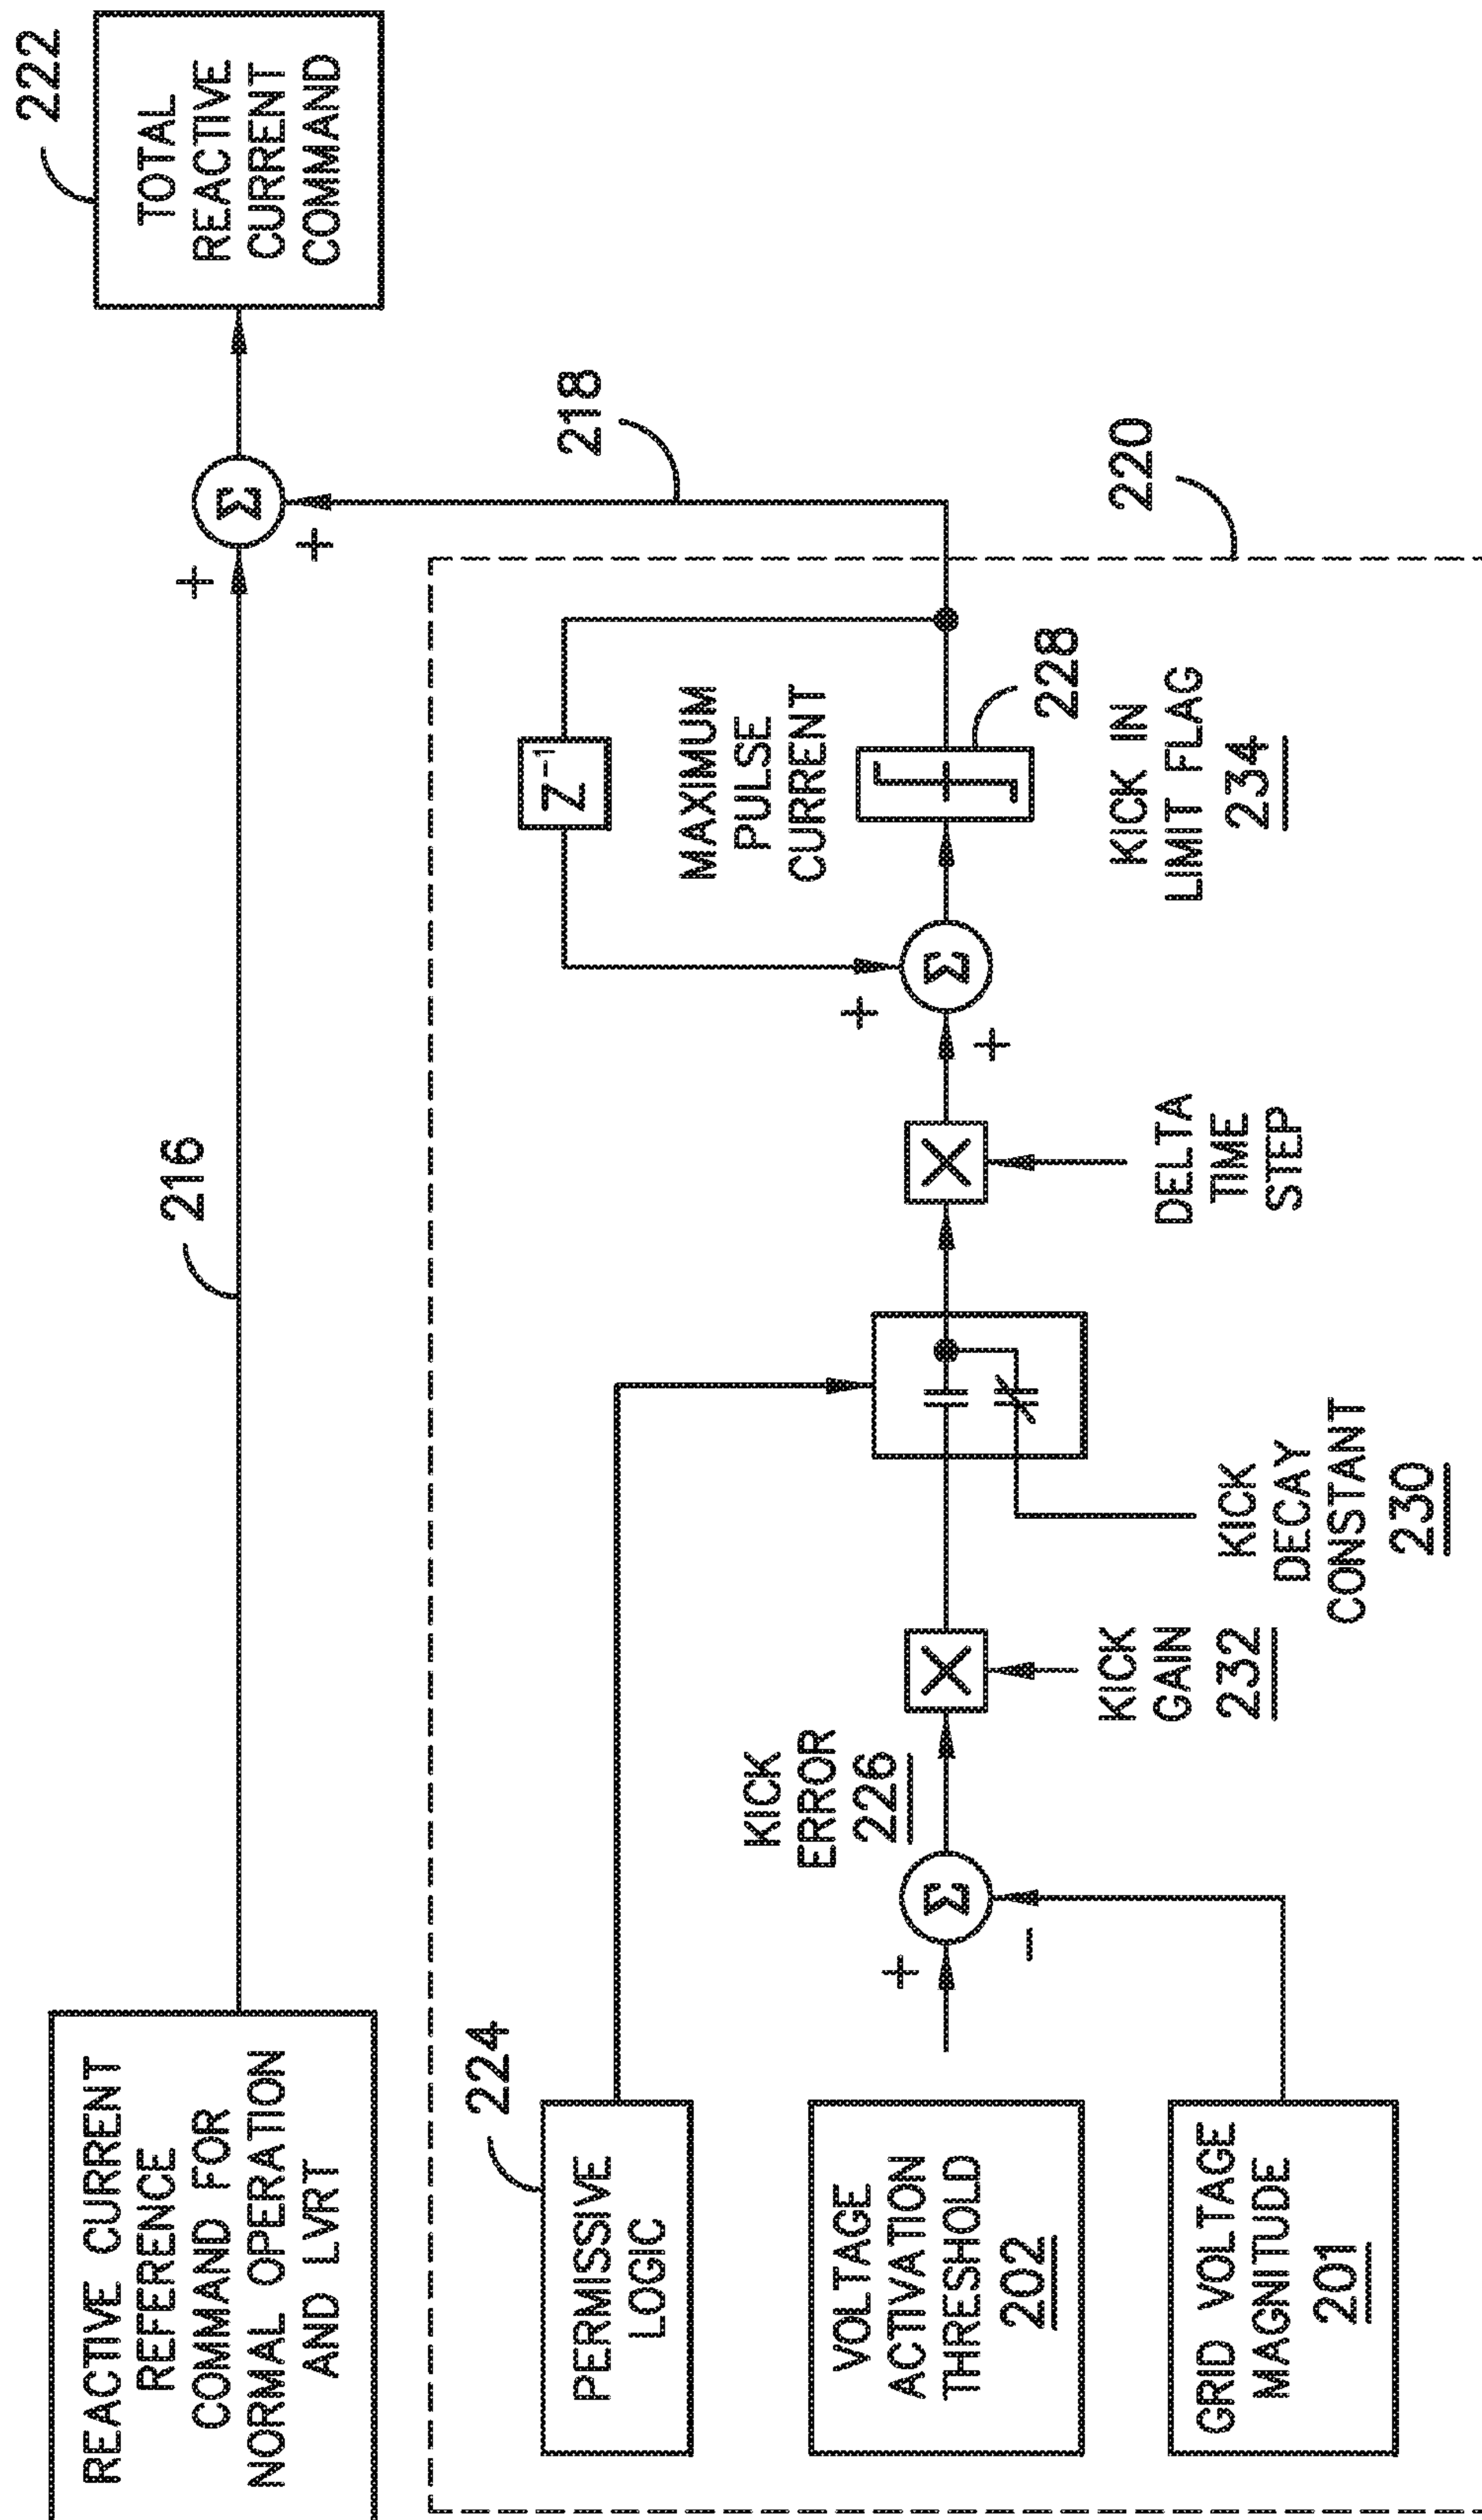 REACTIVE CURRENT
REFERENCE
COMMAND FOR
NORMAL OPERATION
AND LVRT
216
+
+
Σ
TOTAL
REACTIVE
CURRENT
COMMAND
222
218
220
PERMISSIVE
LOGIC
224
VOLTAGE
ACTIVATION
THRESHOLD
202
GRID VOLTAGE
MAGNITUDE
201
+
−
Σ
KICK
ERROR
226
X
KICK
GAIN
232
KICK
DECAY
CONSTANT
230
X
DELTA
TIME
STEP
+
+
Σ
Z⁻¹
MAXIMUM
PULSE
CURRENT
228
KICK IN
LIMIT FLAG
234